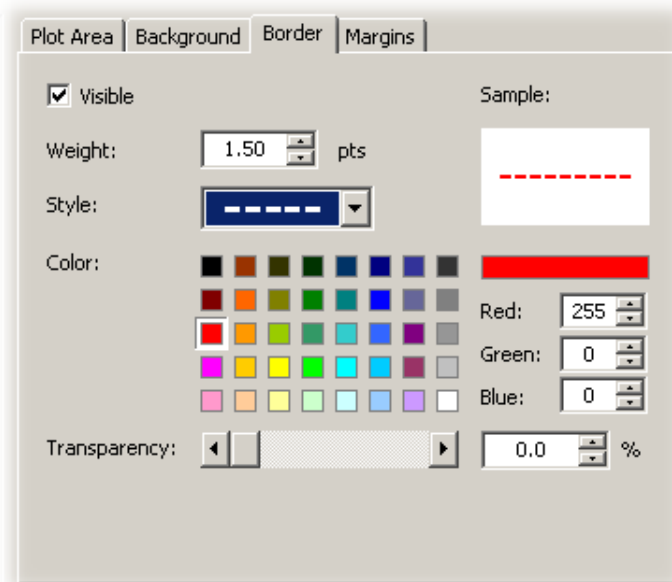 Plot Area Background Border Margins
Visible Sample:
Weight: 1.50 pts
Style:
Color:
Red: 255
Green: 0
Blue: 0
Transparency: 0.0 %